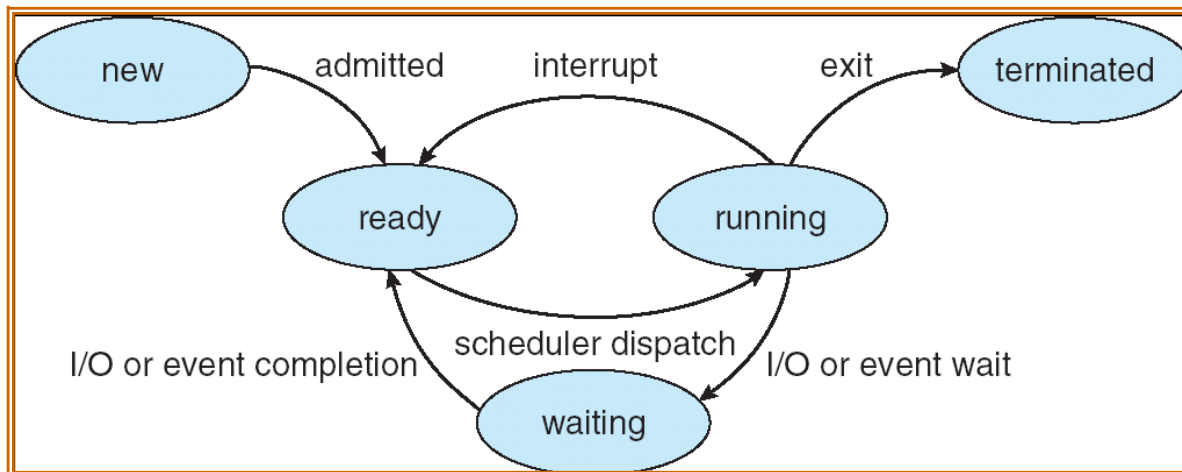 new
admitted
interrupt
exit
terminated
ready
running
scheduler dispatch
I/O or event completion
I/O or event wait
waiting